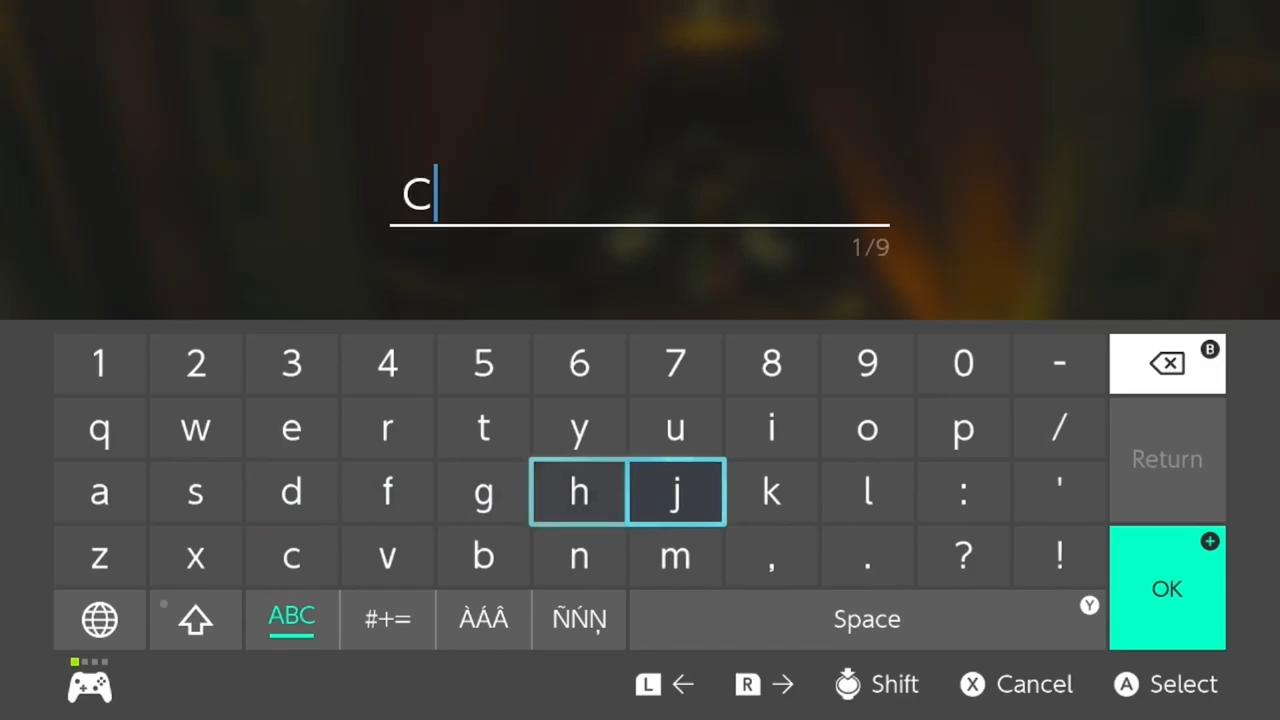 C
1/9
1 2 3 4 5 6 7 8 9 0 - B
q w e r t y u i o p /
Return
a s d f g h j k l : '
z x c v b n m , . ? ! +
OK
ABC #+= ÀÁÂ ÑŃŅ Space Y
L ← R → Shift X Cancel A Select